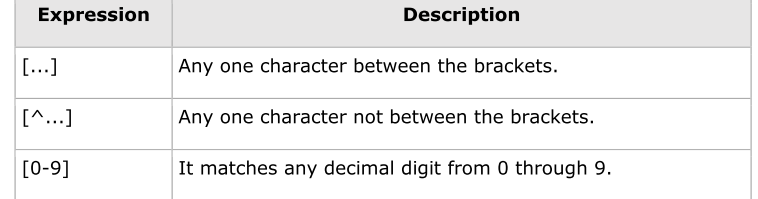 Expression Description
[...] Any one character between the brackets.
[^...] Any one character not between the brackets.
[0-9] It matches any decimal digit from 0 through 9.